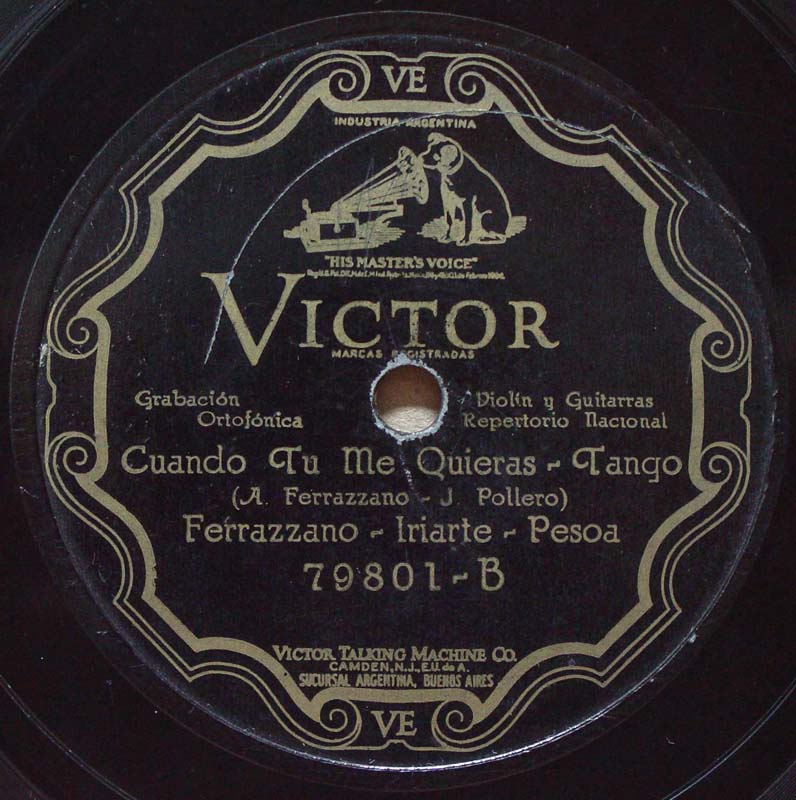 VE
INDUSTRIA ARGENTINA
"HIS MASTER'S VOICE"
VICTOR
MARCAS REGISTRADAS
Grabación Violín y Guitarras
Ortofónica Repertorio Nacional
Cuando Tu Me Quieras - Tango
(A. Ferrazzano - J. Pollero)
Ferrazzano - Iriarte - Pesoa
79801-B
VICTOR TALKING MACHINE CO.
CAMDEN, N.J., E.U. de A.
SUCURSAL ARGENTINA, BUENOS AIRES
VE